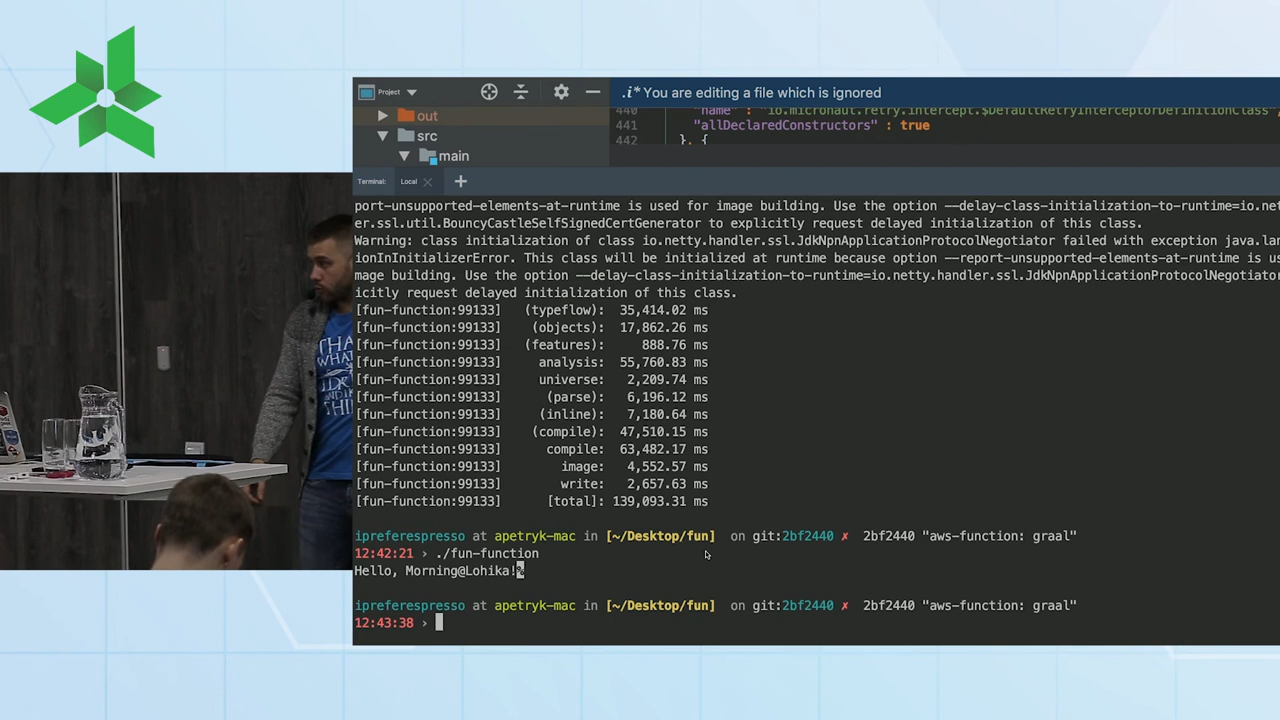 Project
.i* You are editing a file which is ignored
out
440 "name" : "io.micronaut.retry.intercept.$DefaultRetryInterceptorDefinitionClass"
src
441 "allDeclaredConstructors" : true
main
442 }, {
Terminal: Local
port-unsupported-elements-at-runtime is used for image building. Use the option --delay-class-initialization-to-runtime=io.net
er.ssl.util.BouncyCastleSelfSignedCertGenerator to explicitly request delayed initialization of this class.
Warning: class initialization of class io.netty.handler.ssl.JdkNpnApplicationProtocolNegotiator failed with exception java.lan
ionInInitializerError. This class will be initialized at runtime because option --report-unsupported-elements-at-runtime is us
mage building. Use the option --delay-class-initialization-to-runtime=io.netty.handler.ssl.JdkNpnApplicationProtocolNegotiator
icitly request delayed initialization of this class.
[fun-function:99133] (typeflow): 35,414.02 ms
[fun-function:99133] (objects): 17,862.26 ms
[fun-function:99133] (features): 888.76 ms
[fun-function:99133] analysis: 55,760.83 ms
[fun-function:99133] universe: 2,209.74 ms
[fun-function:99133] (parse): 6,196.12 ms
[fun-function:99133] (inline): 7,180.64 ms
[fun-function:99133] (compile): 47,510.15 ms
[fun-function:99133] compile: 63,482.17 ms
[fun-function:99133] image: 4,552.57 ms
[fun-function:99133] write: 2,657.63 ms
[fun-function:99133] [total]: 139,093.31 ms
ipreferespresso at apetryk-mac in [~/Desktop/fun] on git:2bf2440 ✗ 2bf2440 "aws-function: graal"
12:42:21 › ./fun-function
Hello, Morning@Lohika!%
ipreferespresso at apetryk-mac in [~/Desktop/fun] on git:2bf2440 ✗ 2bf2440 "aws-function: graal"
12:43:38 ›